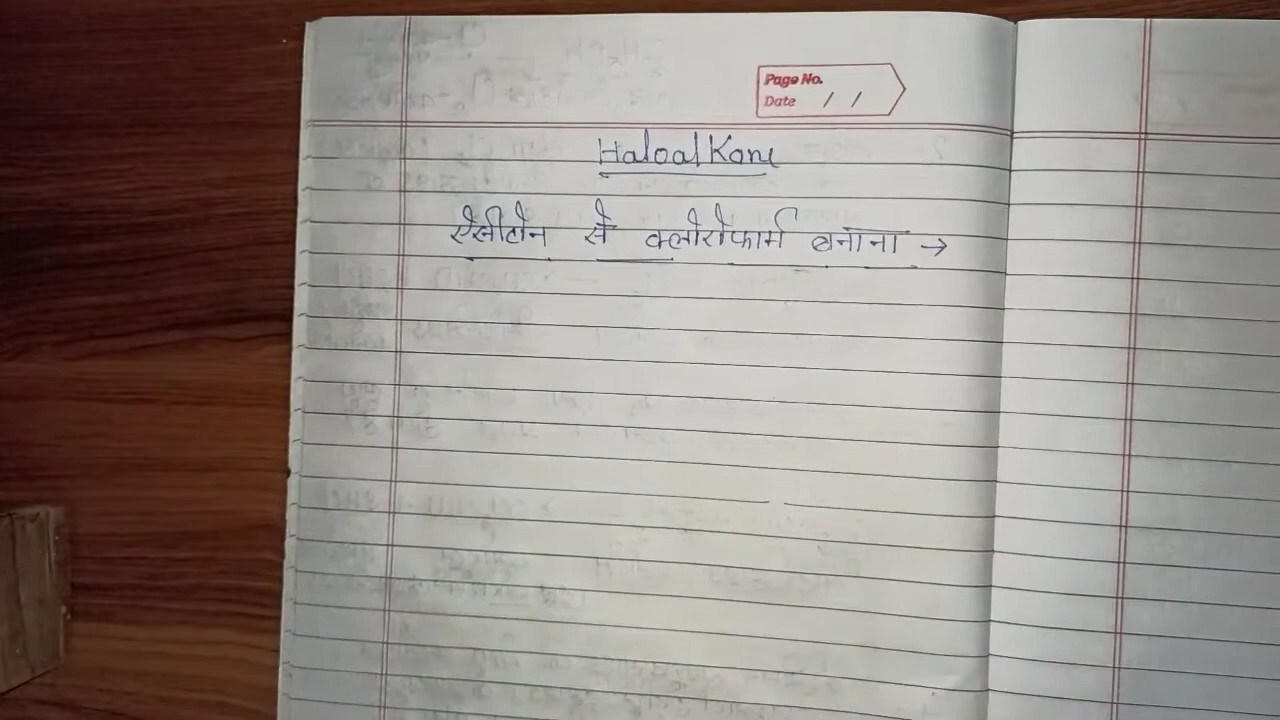 Page No.
Date / /
Haloalkane
ऐसीटोन से क्लोरोफार्म बनाना →